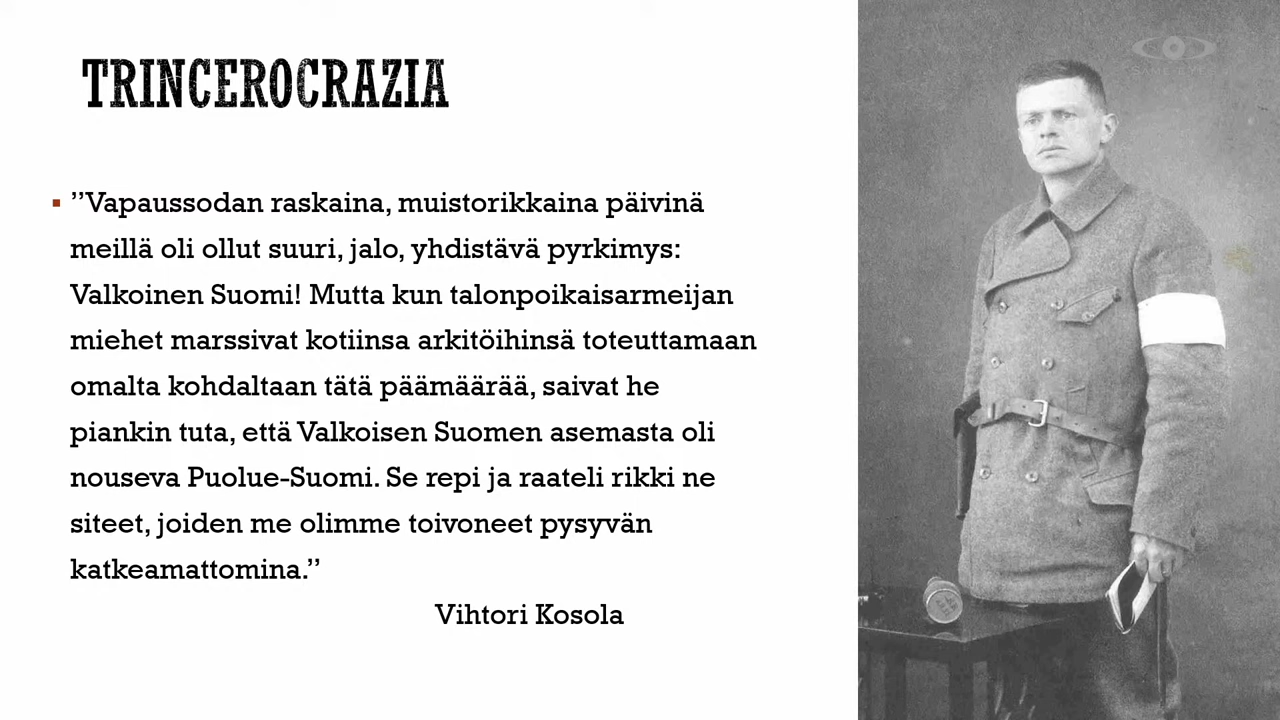 TRINCEROCRAZIA
▪ ”Vapaussodan raskaina, muistorikkaina päivinä
meillä oli ollut suuri, jalo, yhdistävä pyrkimys:
Valkoinen Suomi! Mutta kun talonpoikaisarmeijan
miehet marssivat kotiinsa arkitöihinsä toteuttamaan
omalta kohdaltaan tätä päämäärää, saivat he
piankin tuta, että Valkoisen Suomen asemasta oli
nouseva Puolue-Suomi. Se repi ja raateli rikki ne
siteet, joiden me olimme toivoneet pysyvän
katkeamattomina.”
Vihtori Kosola